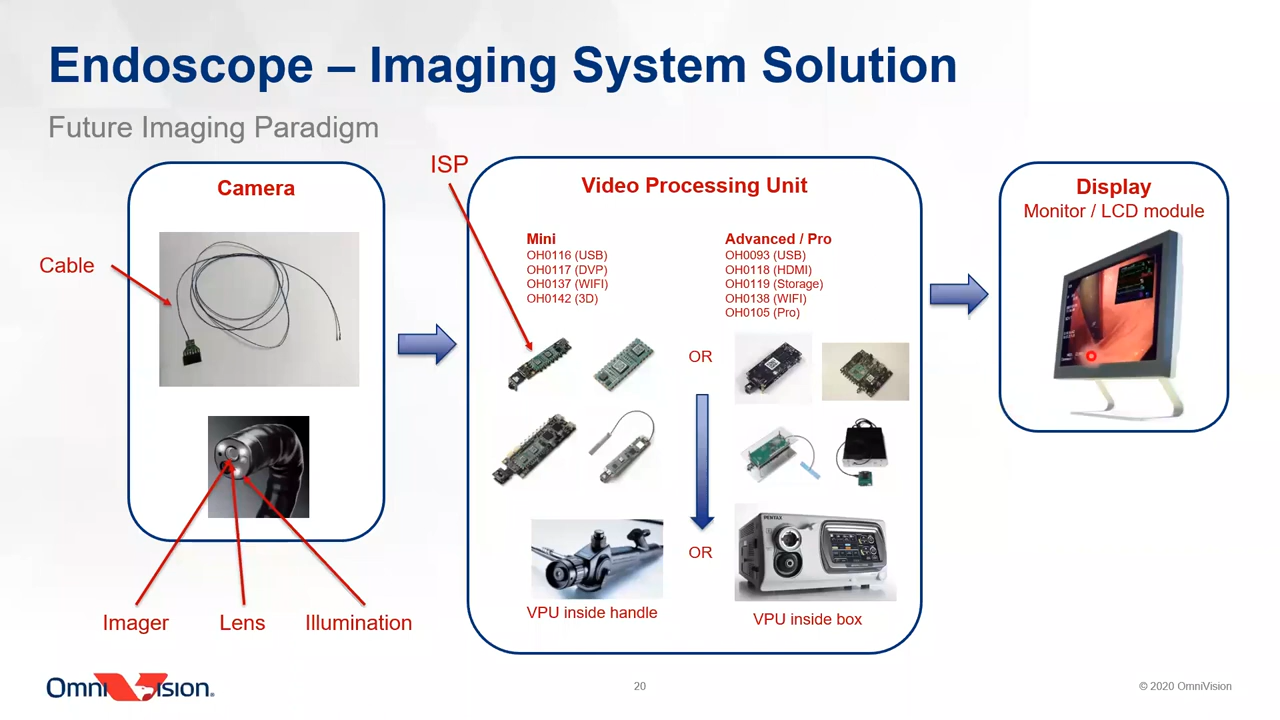 Endoscope – Imaging System Solution
Future Imaging Paradigm
Camera
Cable
Imager
Lens
Illumination
ISP
Video Processing Unit
Mini
OH0116 (USB)
OH0117 (DVP)
OH0137 (WIFI)
OH0142 (3D)
Advanced / Pro
OH0093 (USB)
OH0118 (HDMI)
OH0119 (Storage)
OH0138 (WIFI)
OH0105 (Pro)
OR
OR
PENTAX
VPU inside handle
VPU inside box
Display
Monitor / LCD module
OmniVision.
20
© 2020 OmniVision